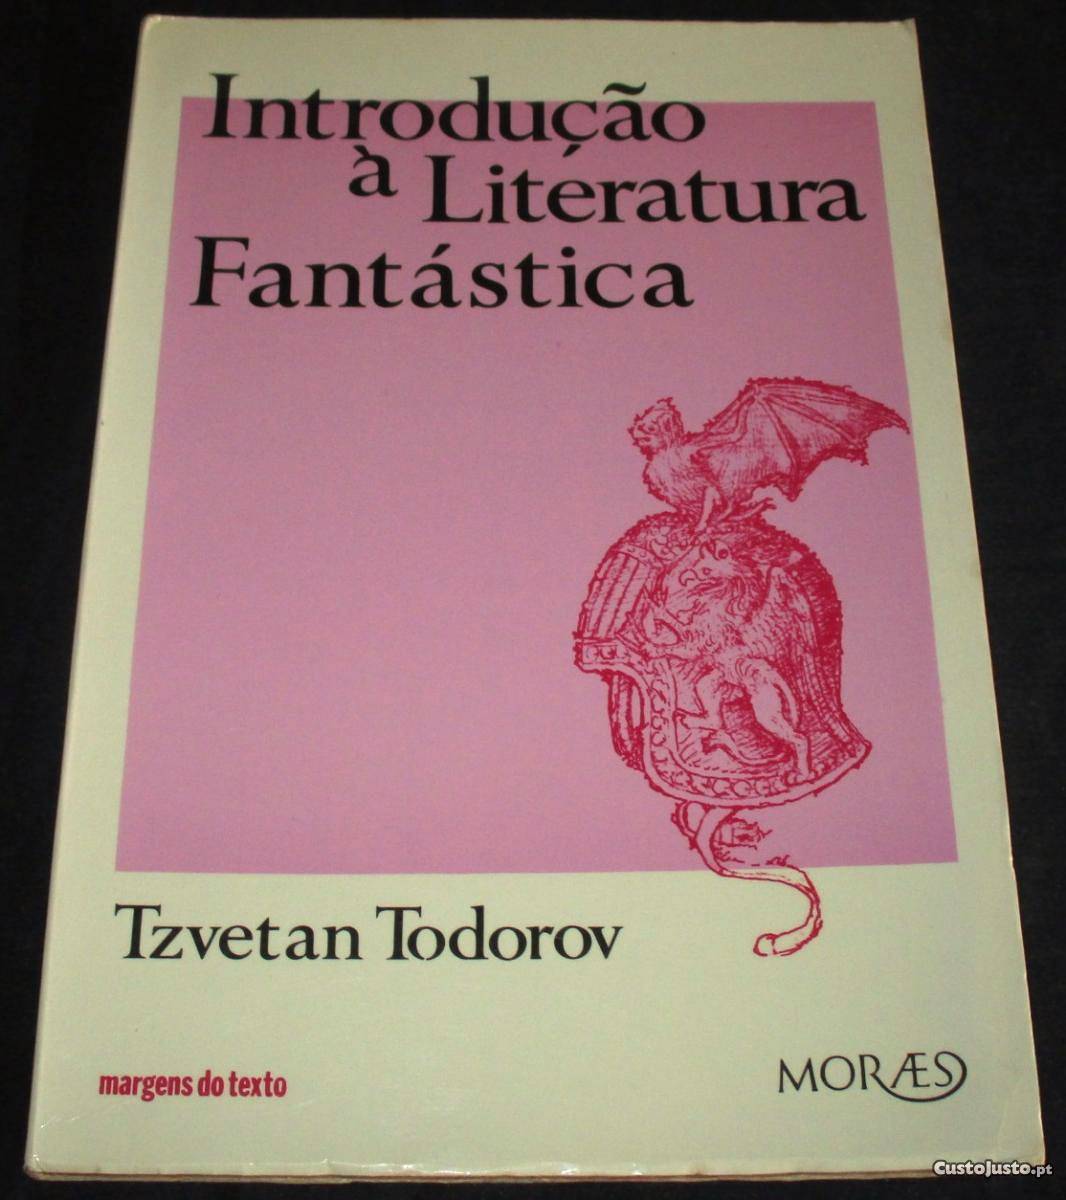 Introdução
à Literatura
Fantástica
Tzvetan Todorov
margens do texto
MORÆS
CustoJusto.pt